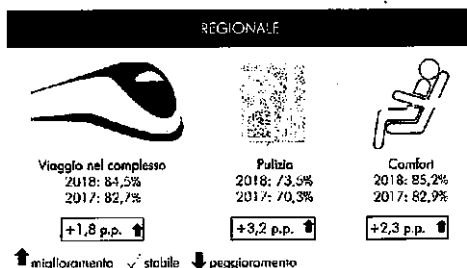 REGIONALE
Viaggio nel complesso
2018: 84,5%
2017: 82,7%
+1,8 p.p.
Pulizia
2018: 73,5%
2017: 70,3%
+3,2 p.p.
Comfort
2018: 85,2%
2017: 82,9%
+2,3 p.p.
miglioramento ✓ stabile peggioramento